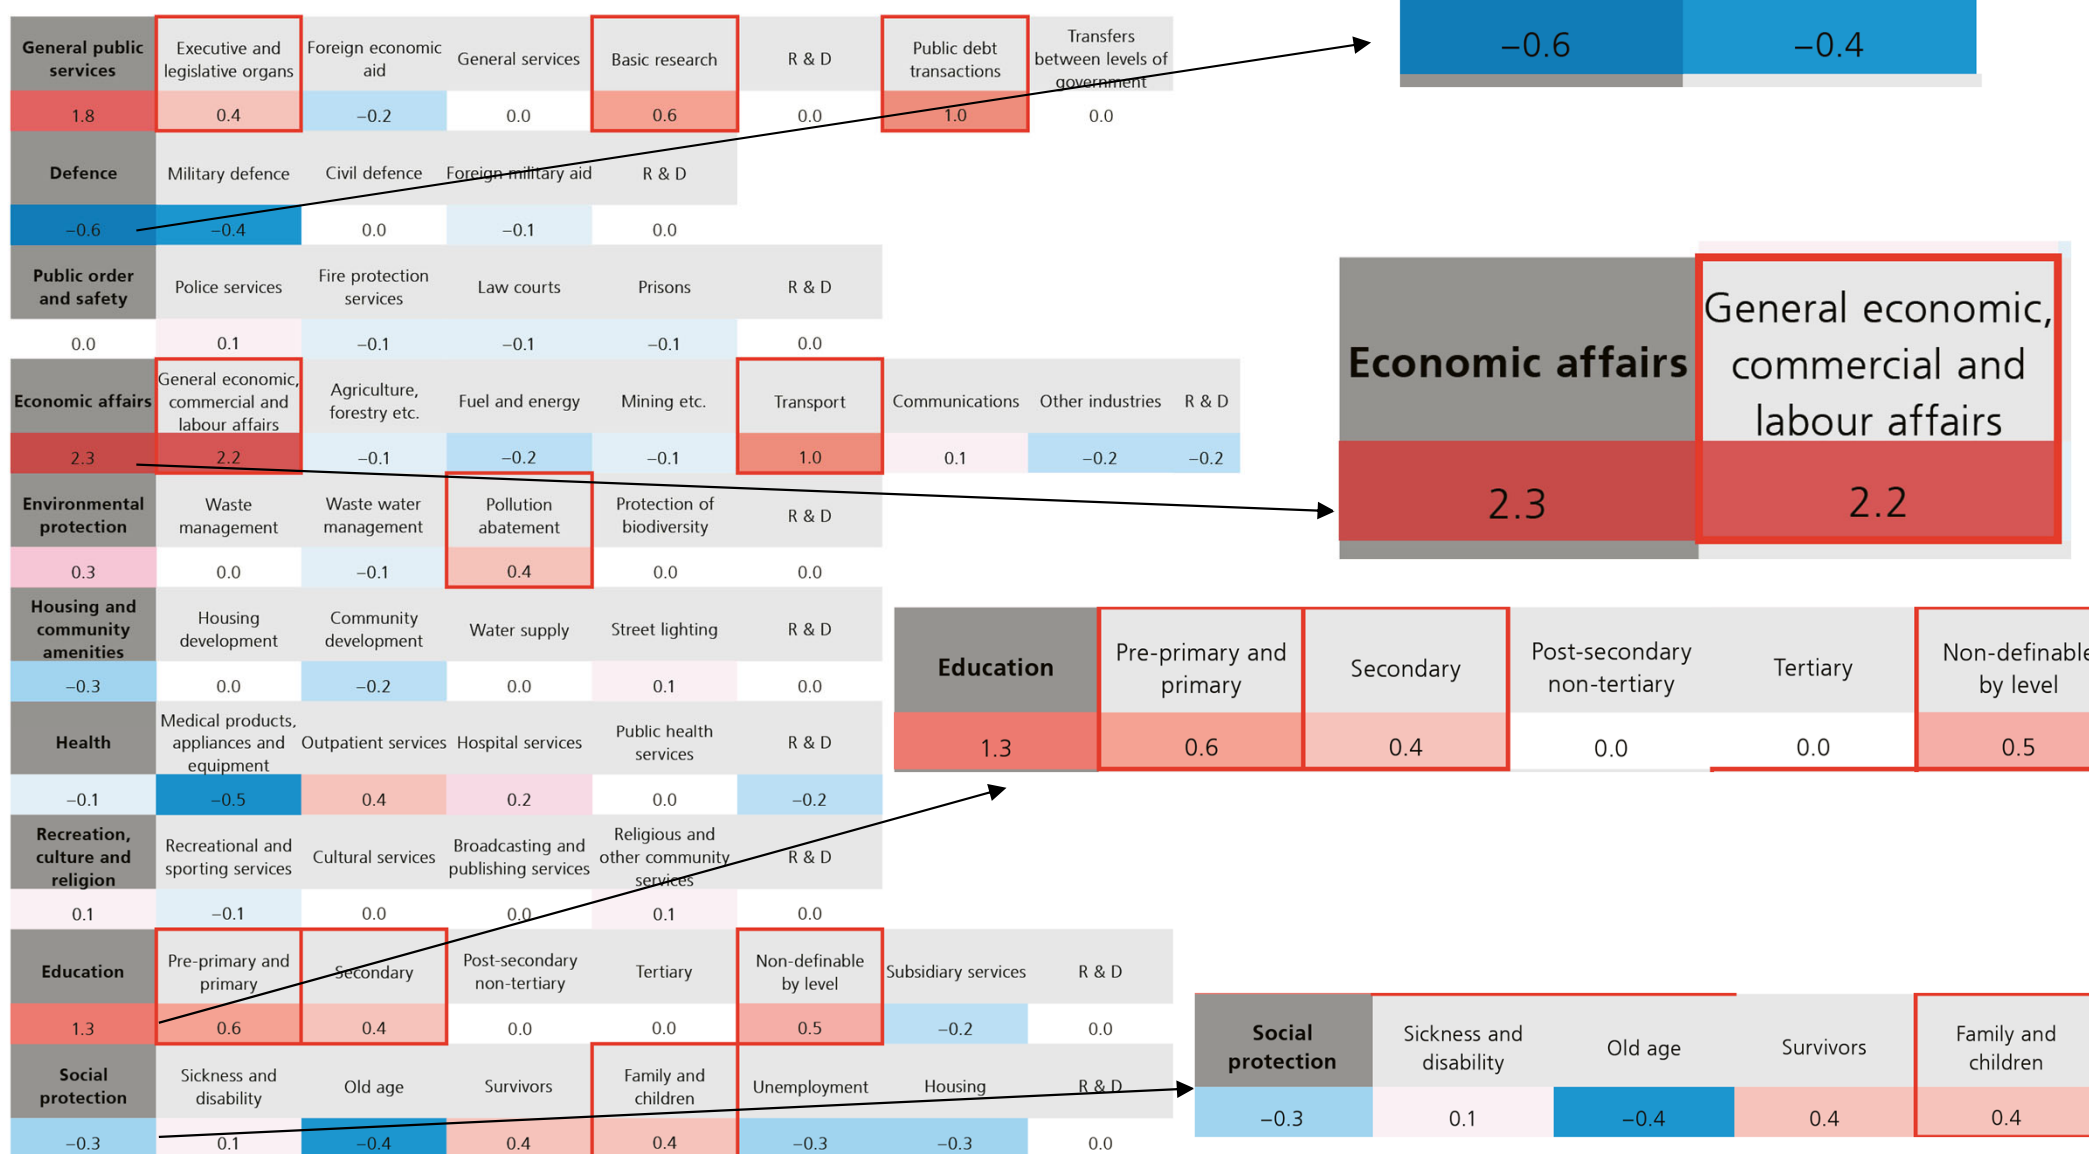 General public services
Executive and legislative organs
Foreign economic aid
General services
Basic research
R & D
Public debt transactions
Transfers between levels of government
1.8 0.4 −0.2 0.0 0.6 0.0 1.0 0.0
Defence
Military defence
Civil defence
Foreign military aid
R & D
−0.6 −0.4 0.0 −0.1 0.0
Public order and safety
Police services
Fire protection services
Law courts
Prisons
R & D
0.0 0.1 −0.1 −0.1 −0.1 0.0
Economic affairs
General economic, commercial and labour affairs
Agriculture, forestry etc.
Fuel and energy
Mining etc.
Transport
Communications
Other industries
R & D
2.3 2.2 −0.1 −0.2 −0.1 1.0 0.1 −0.2 −0.2
Environmental protection
Waste management
Waste water management
Pollution abatement
Protection of biodiversity
R & D
0.3 0.0 −0.1 0.4 0.0 0.0
Housing and community amenities
Housing development
Community development
Water supply
Street lighting
R & D
−0.3 0.0 −0.2 0.0 0.1 0.0
Health
Medical products, appliances and equipment
Outpatient services
Hospital services
Public health services
R & D
−0.1 −0.5 0.4 0.2 0.0 −0.2
Recreation, culture and religion
Recreational and sporting services
Cultural services
Broadcasting and publishing services
Religious and other community services
R & D
0.1 −0.1 0.0 0.0 0.1 0.0
Education
Pre-primary and primary
Secondary
Post-secondary non-tertiary
Tertiary
Non-definable by level
Subsidiary services
R & D
1.3 0.6 0.4 0.0 0.0 0.5 −0.2 0.0
Social protection
Sickness and disability
Old age
Survivors
Family and children
Unemployment
Housing
R & D
−0.3 0.1 −0.4 0.4 0.4 −0.3 −0.3 0.0
−0.6 −0.4
Economic affairs
General economic,
commercial and
labour affairs
2.3 2.2
Education
Pre-primary and primary
Secondary
Post-secondary non-tertiary
Tertiary
Non-definable by level
1.3 0.6 0.4 0.0 0.0 0.5
Social protection
Sickness and disability
Old age
Survivors
Family and children
−0.3 0.1 −0.4 0.4 0.4